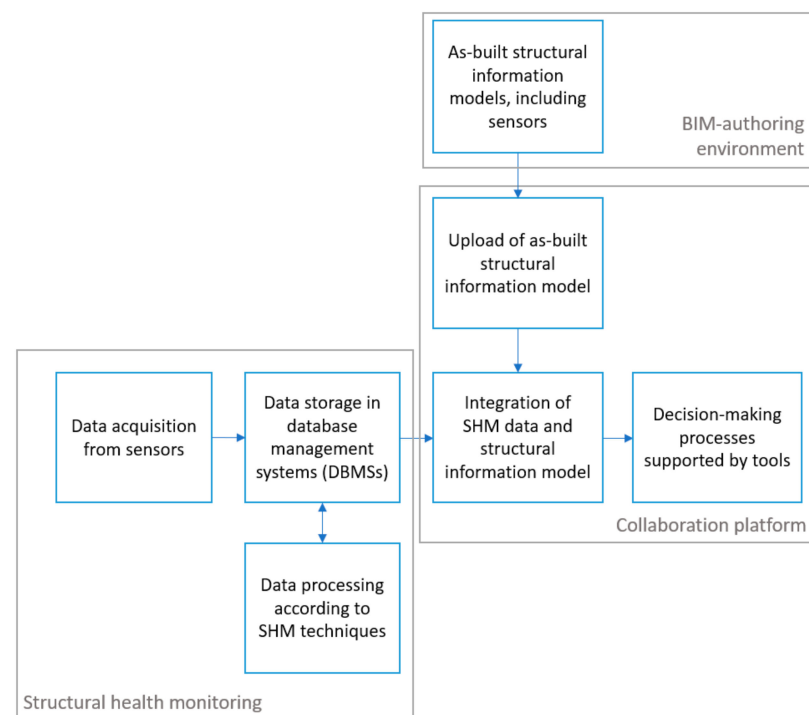 As-built structural
information
models, including
sensors
BIM-authoring
environment
Upload of as-built
structural
information model
Data acquisition
from sensors
Data storage in
database
management
systems (DBMSs)
Integration of
SHM data and
structural
information model
Decision-making
processes
supported by tools
Collaboration platform
Data processing
according to
SHM techniques
Structural health monitoring